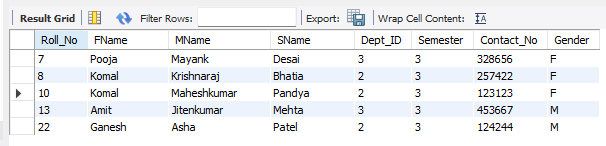 Result Grid Filter Rows: Export: Wrap Cell Content:
Roll_No FName MName SName Dept_ID Semester Contact_No Gender
7 Pooja Mayank Desai 3 3 328656 F
8 Komal Krishnaraj Bhatia 2 3 257422 F
10 Komal Maheshkumar Pandya 2 3 123123 F
13 Amit Jitenkumar Mehta 3 3 453667 M
22 Ganesh Asha Patel 2 3 124244 M